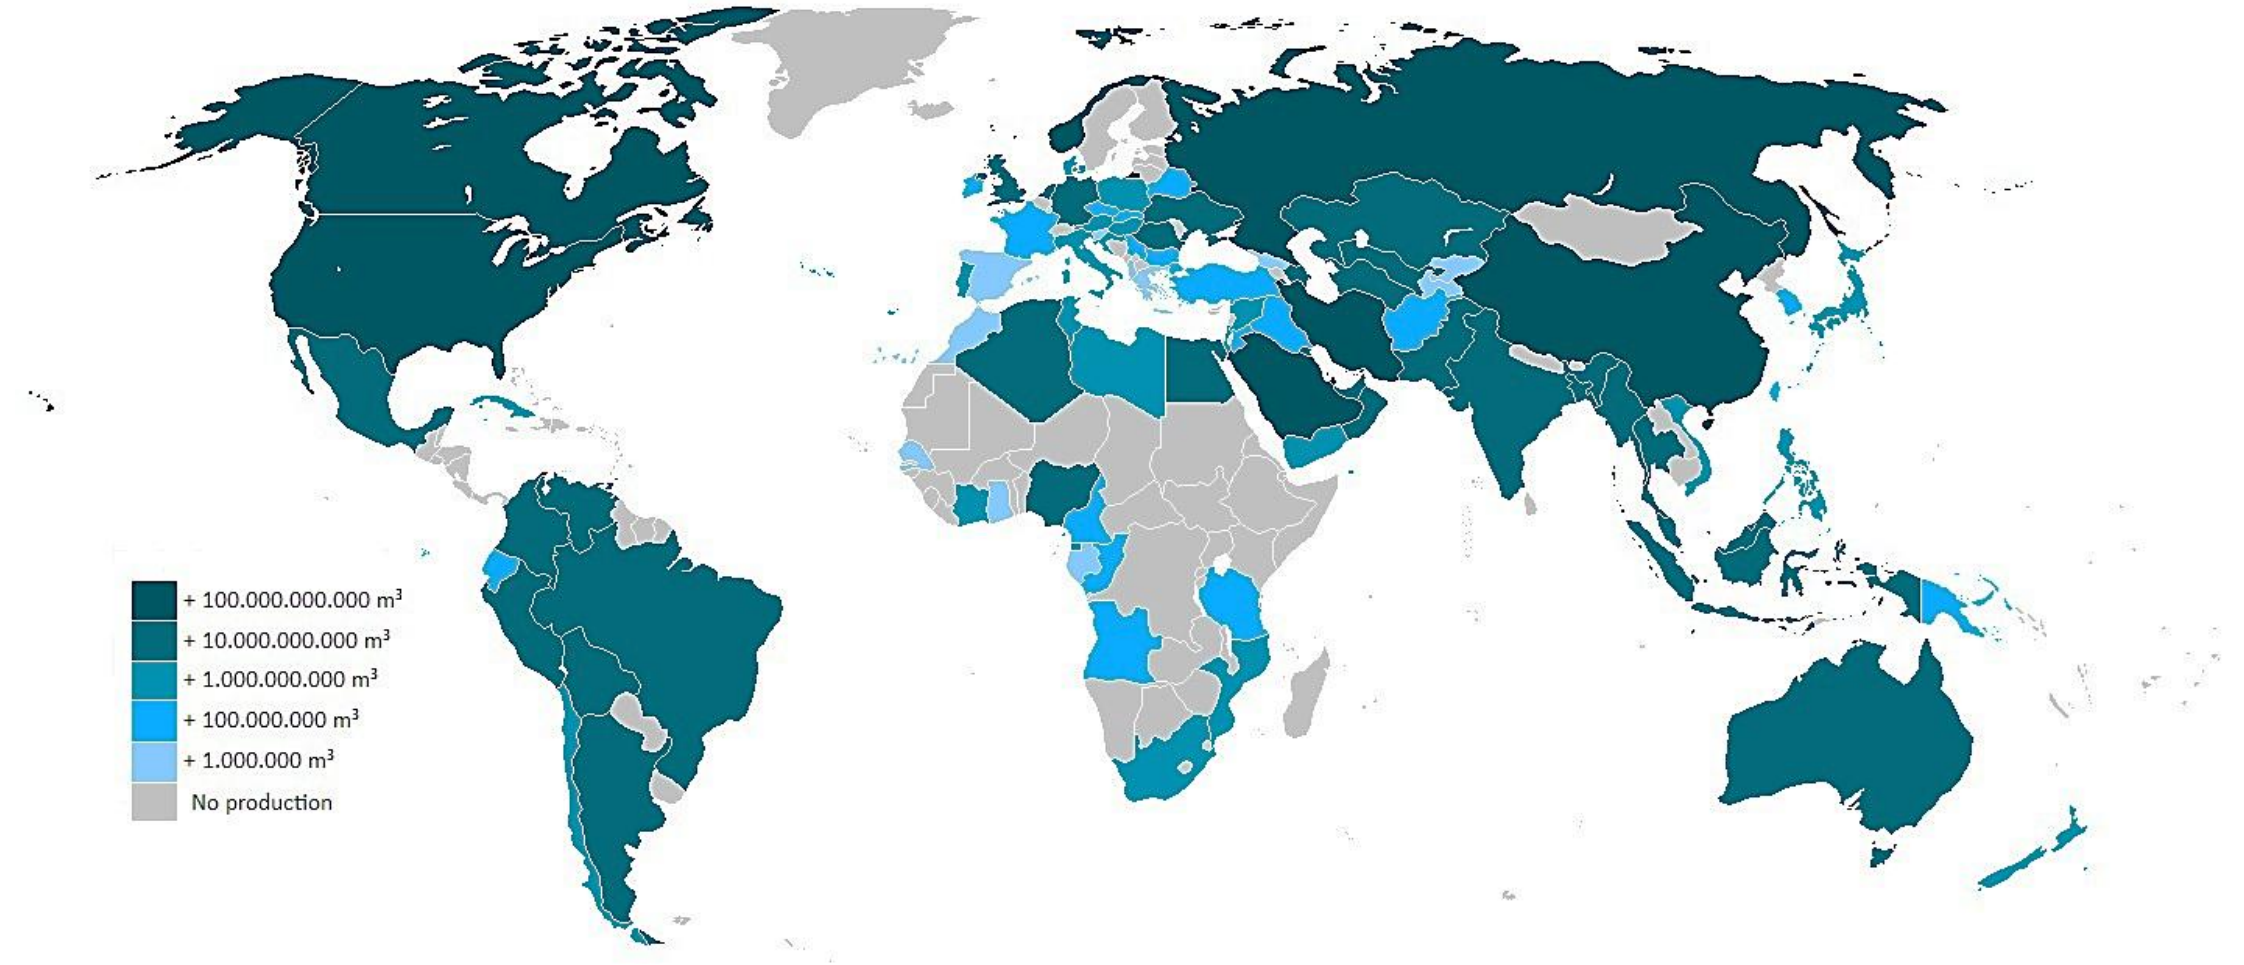 + 100.000.000.000 m³
+ 10.000.000.000 m³
+ 1.000.000.000 m³
+ 100.000.000 m³
+ 1.000.000 m³
No production